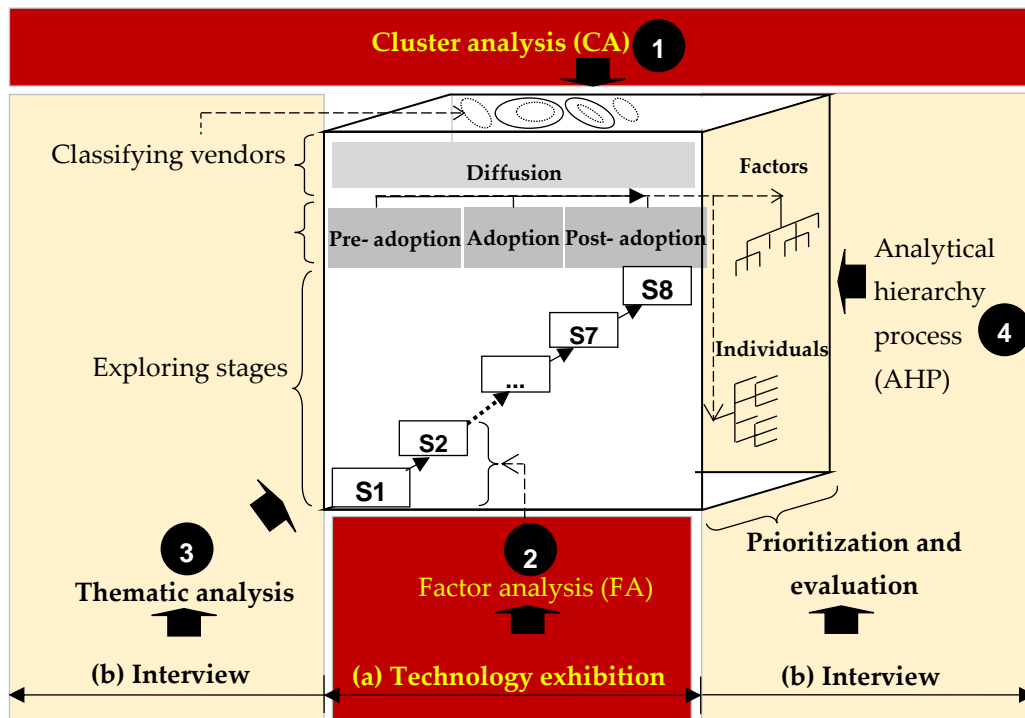 Cluster analysis (CA)
1
Classifying vendors
Diffusion
Factors
Pre- adoption
Adoption
Post- adoption
Analytical
hierarchy
process
(AHP)
4
S8
S7
Individuals
Exploring stages
...
S2
S1
3
Thematic analysis
2
Factor analysis (FA)
Prioritization and
evaluation
(b) Interview
(a) Technology exhibition
(b) Interview